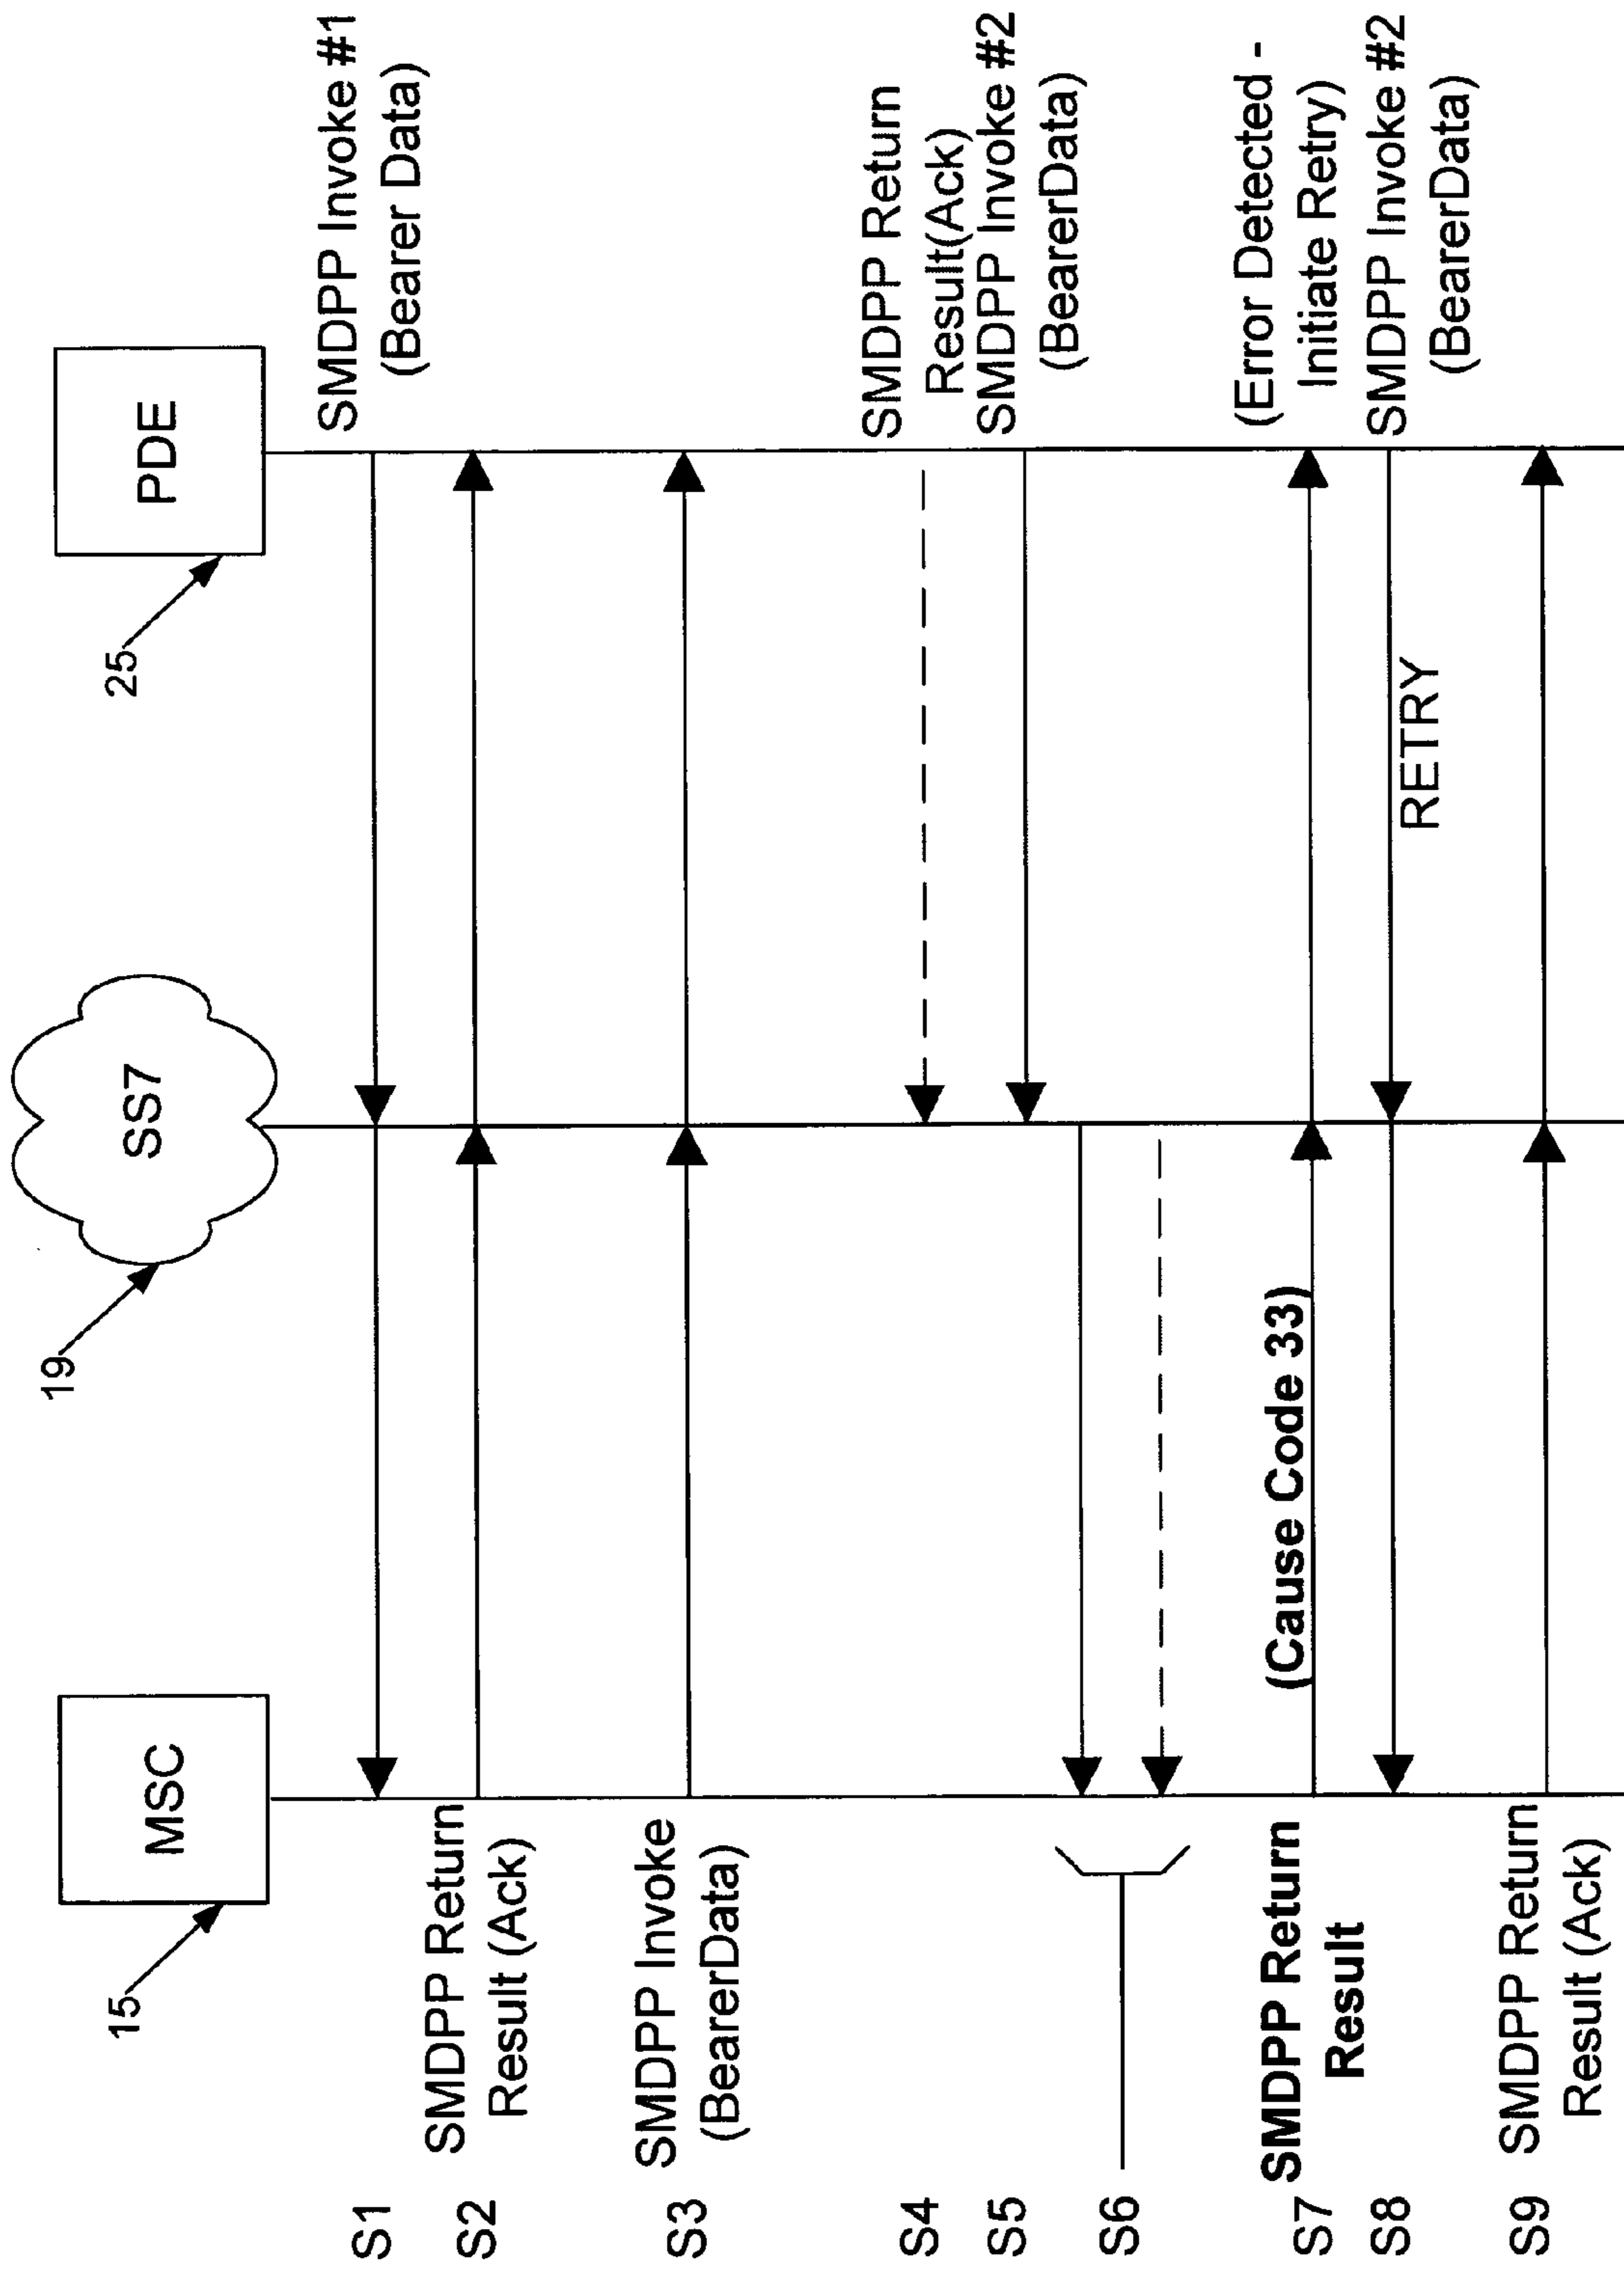 15
MSC
19
SS7
25
PDE
S1
SMDPP Invoke #1
(Bearer Data)
S2
SMDPP Return
Result (Ack)
S3
SMDPP Invoke
(BearerData)
S4
SMDPP Return
Result(Ack)
S5
SMDPP Invoke #2
(BearerData)
S6
S7
SMDPP Return
Result
(Cause Code 33)
(Error Detected -
Initiate Retry)
S8
RETRY
SMDPP Invoke #2
(BearerData)
S9
SMDPP Return
Result (Ack)